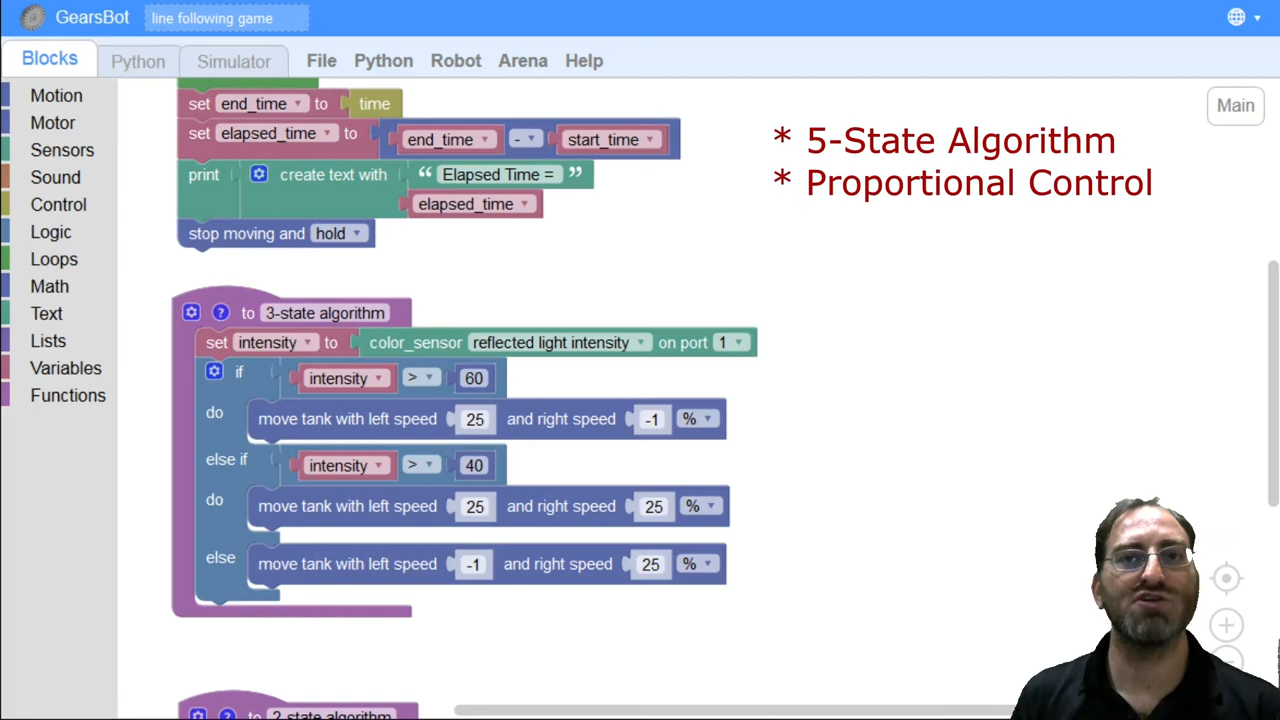 GearsBot line following game
Blocks Python Simulator File Python Robot Arena Help
Motion
Motor
Sensors
Sound
Control
Logic
Loops
Math
Text
Lists
Variables
Functions
Main
set end_time to time
set elapsed_time to end_time - start_time
print create text with “ Elapsed Time = ”
elapsed_time
stop moving and hold
* 5-State Algorithm
* Proportional Control
? to 3-state algorithm
set intensity to color_sensor reflected light intensity on port 1
if intensity > 60
do move tank with left speed 25 and right speed -1 %
else if intensity > 40
do move tank with left speed 25 and right speed 25 %
else move tank with left speed -1 and right speed 25 %
? to 2-state algorithm